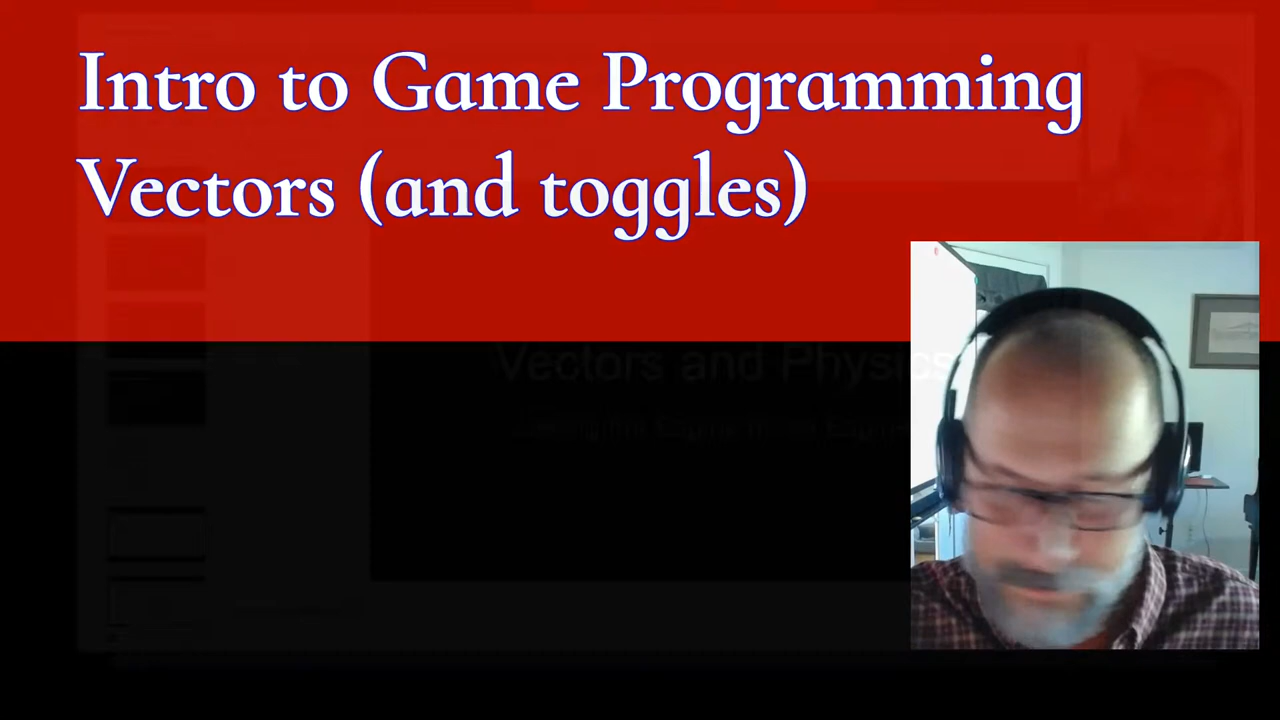 Intro to Game Programming
Vectors (and toggles)
Vectors and Physics